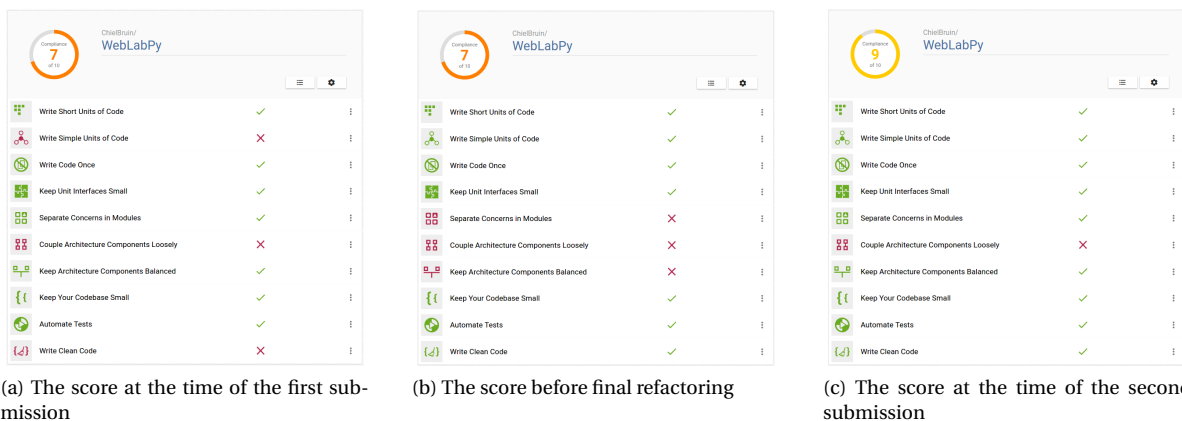 ChielBruin/
WebLabPy
Compliance
7
of 10
Write Short Units of Code
Write Simple Units of Code
Write Code Once
Keep Unit Interfaces Small
Separate Concerns in Modules
Couple Architecture Components Loosely
Keep Architecture Components Balanced
Keep Your Codebase Small
Automate Tests
Write Clean Code
(a) The score at the time of the first sub-
mission
ChielBruin/
WebLabPy
Compliance
7
of 10
Write Short Units of Code
Write Simple Units of Code
Write Code Once
Keep Unit Interfaces Small
Separate Concerns in Modules
Couple Architecture Components Loosely
Keep Architecture Components Balanced
Keep Your Codebase Small
Automate Tests
Write Clean Code
(b) The score before final refactoring
ChielBruin/
WebLabPy
Compliance
9
of 10
Write Short Units of Code
Write Simple Units of Code
Write Code Once
Keep Unit Interfaces Small
Separate Concerns in Modules
Couple Architecture Components Loosely
Keep Architecture Components Balanced
Keep Your Codebase Small
Automate Tests
Write Clean Code
(c) The score at the time of the second
submission